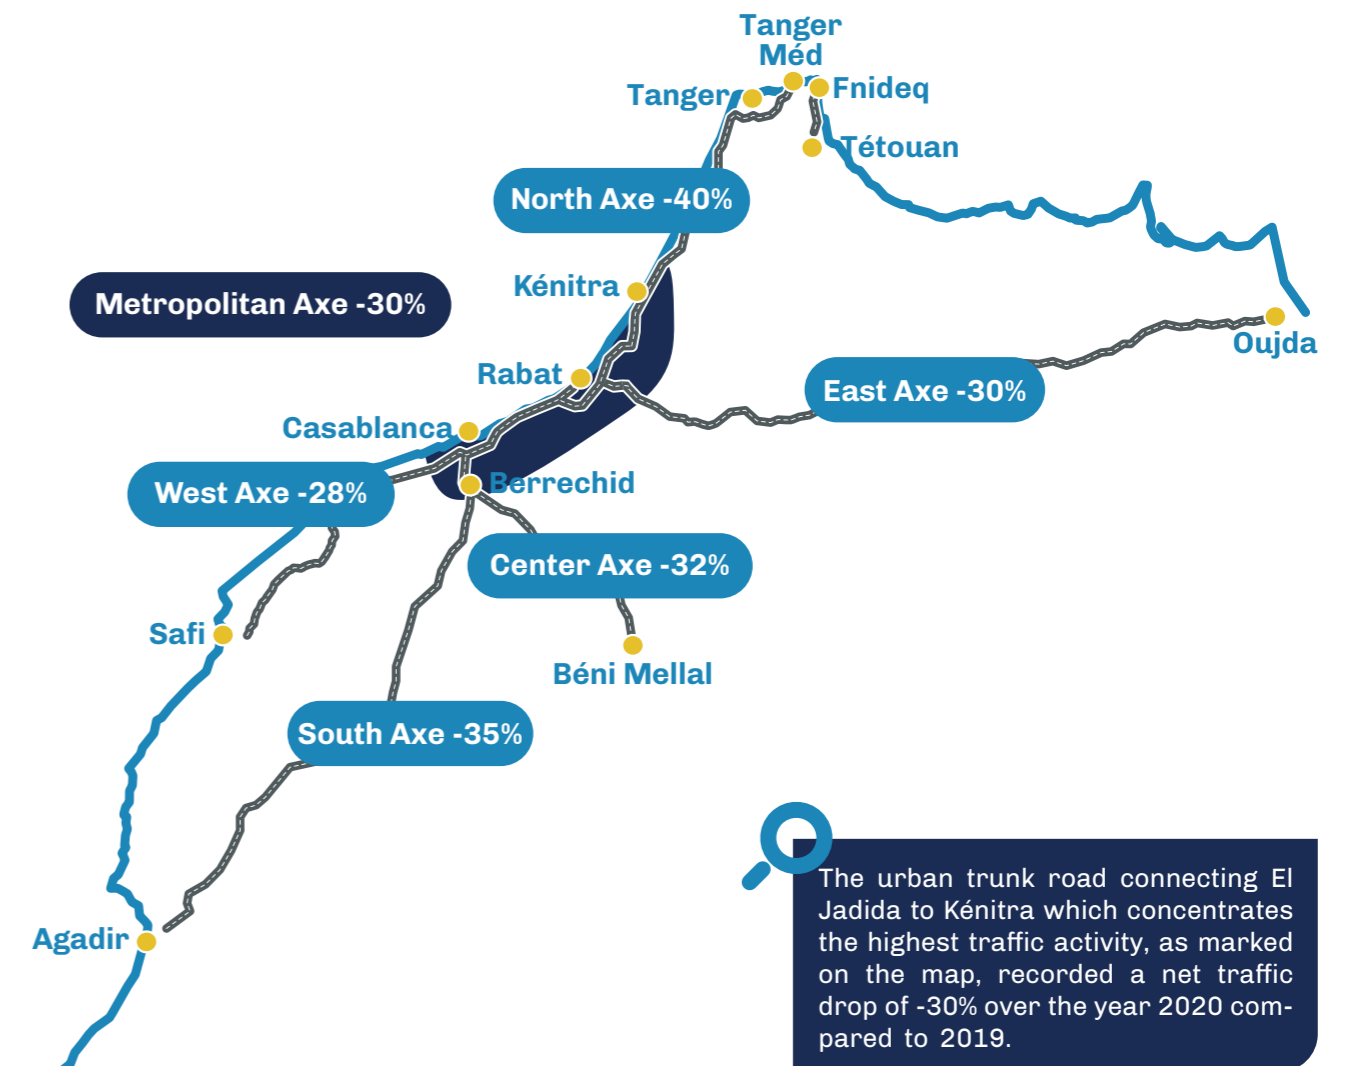 Tanger
Méd
Tanger
Fnideq
Tétouan
North Axe -40%
Kénitra
Metropolitan Axe -30%
Oujda
Rabat
East Axe -30%
Casablanca
Berrechid
West Axe -28%
Center Axe -32%
Safi
Béni Mellal
South Axe -35%
Agadir
The urban trunk road connecting El
Jadida to Kénitra which concentrates
the highest traffic activity, as marked
on the map, recorded a net traffic
drop of -30% over the year 2020 com-
pared to 2019.